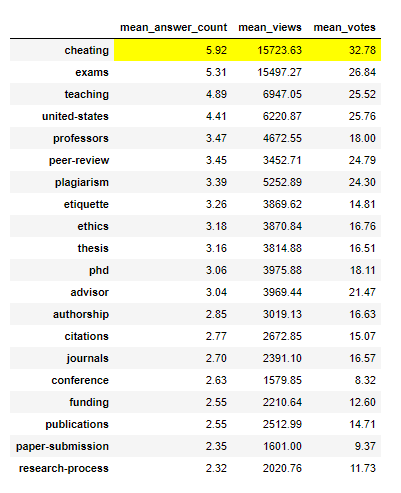 mean_answer_count mean_views mean_votes
cheating 5.92 15723.63 32.78
exams 5.31 15497.27 26.84
teaching 4.89 6947.05 25.52
united-states 4.41 6220.87 25.76
professors 3.47 4672.55 18.00
peer-review 3.45 3452.71 24.79
plagiarism 3.39 5252.89 24.30
etiquette 3.26 3869.62 14.81
ethics 3.18 3870.84 16.76
thesis 3.16 3814.88 16.51
phd 3.06 3975.88 18.11
advisor 3.04 3969.44 21.47
authorship 2.85 3019.13 16.63
citations 2.77 2672.85 15.07
journals 2.70 2391.10 16.57
conference 2.63 1579.85 8.32
funding 2.55 2210.64 12.60
publications 2.55 2512.99 14.71
paper-submission 2.35 1601.00 9.37
research-process 2.32 2020.76 11.73